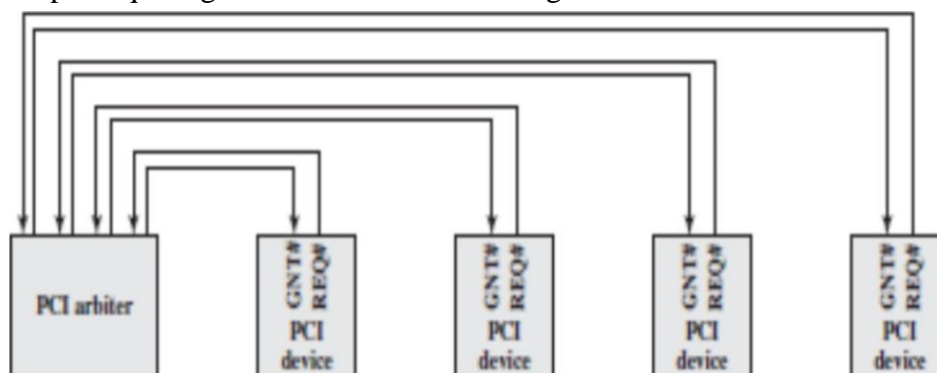 PCI arbiter
GNT#
REQ#
PCI
device
GNT#
REQ#
PCI
device
GNT#
REQ#
PCI
device
GNT#
REQ#
PCI
device